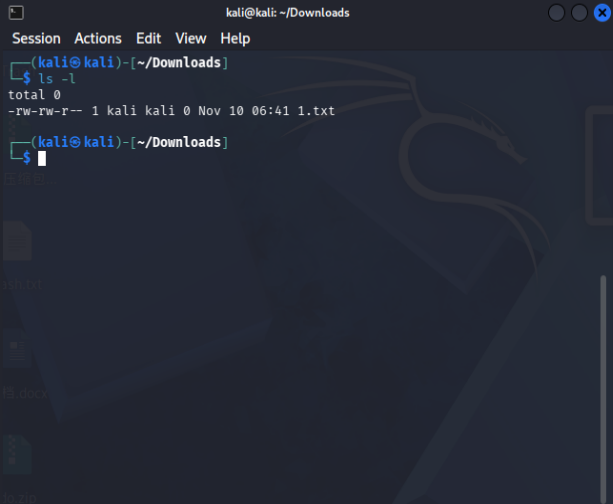 kali@kali: ~/Downloads
Session Actions Edit View Help
┌──(kali㉿kali)-[~/Downloads]
└─$ ls -l
total 0
-rw-rw-r-- 1 kali kali 0 Nov 10 06:41 1.txt
┌──(kali㉿kali)-[~/Downloads]
└─$